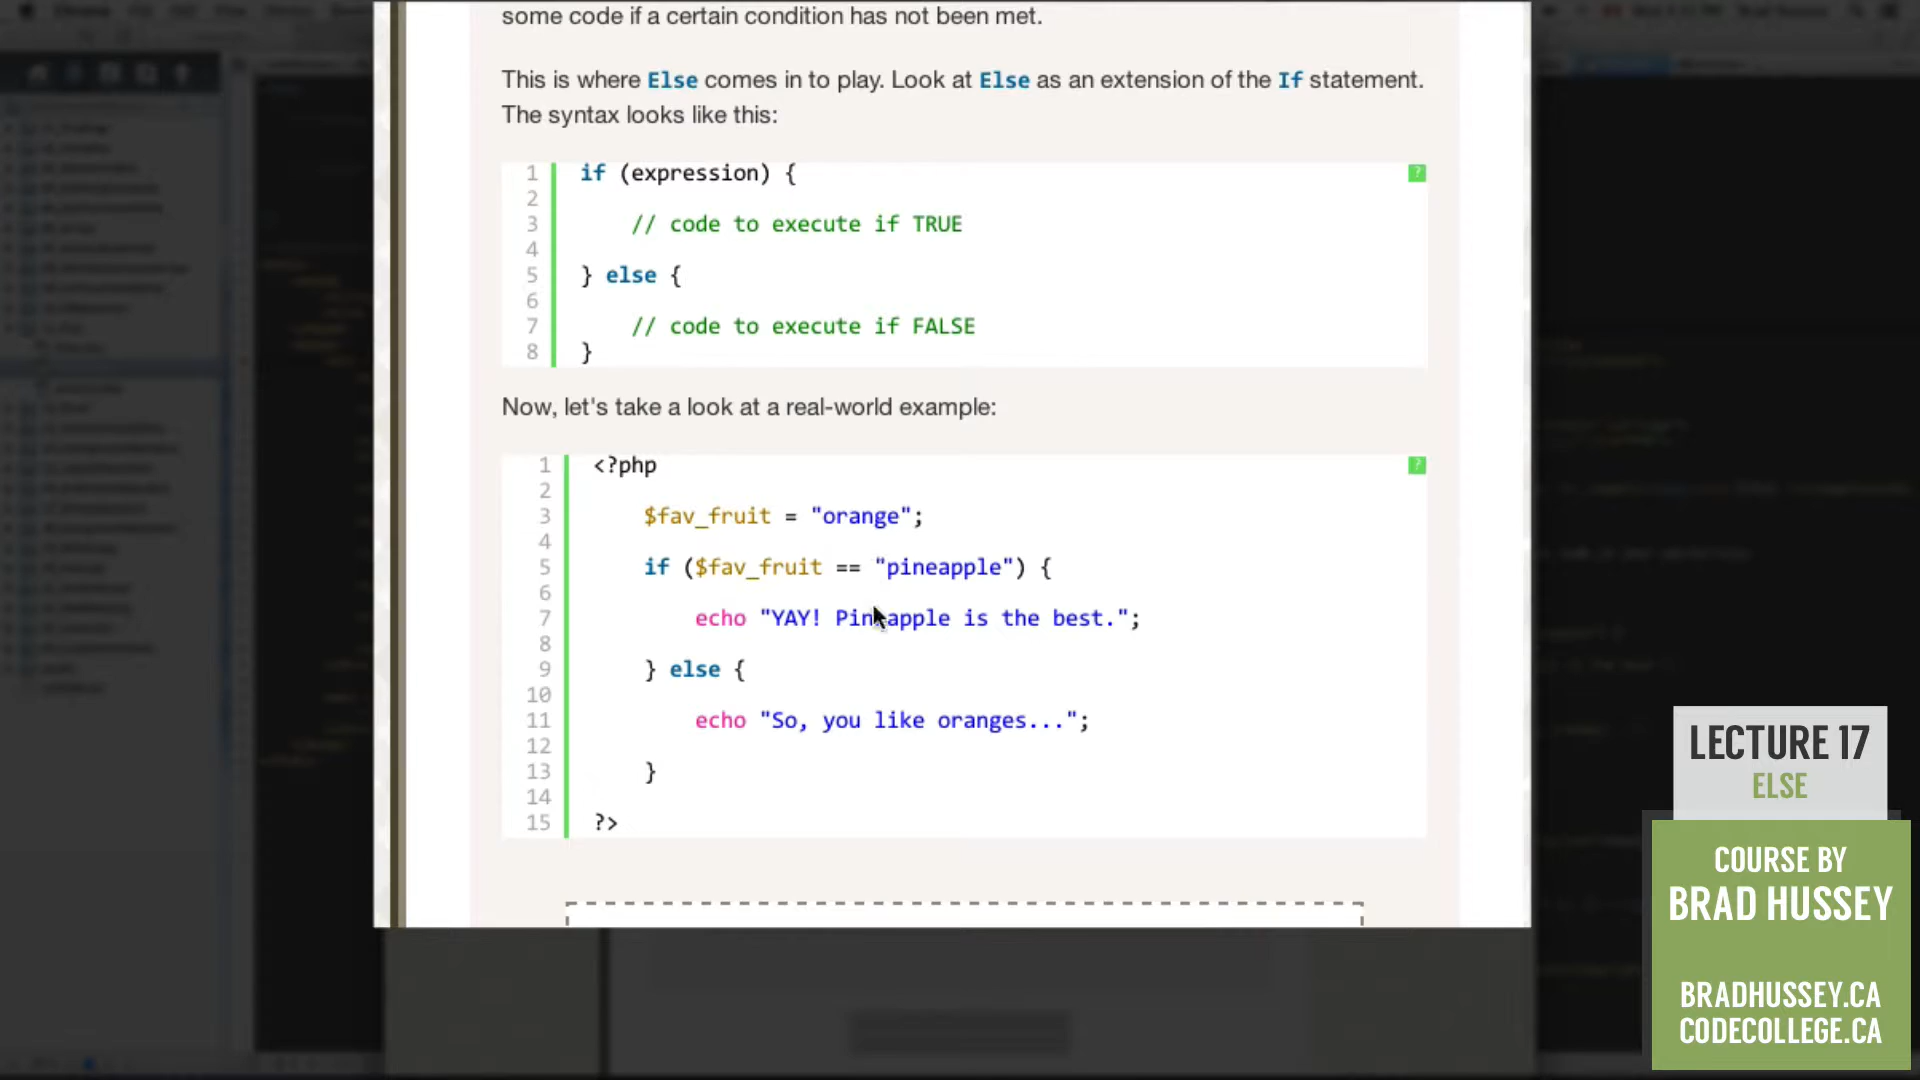 some code if a certain condition has not been met.
This is where Else comes in to play. Look at Else as an extension of the If statement.
The syntax looks like this:
1 if (expression) {
2
3 // code to execute if TRUE
4
5 } else {
6
7 // code to execute if FALSE
8 }
?
Now, let's take a look at a real-world example:
1 <?php
2
3 $fav_fruit = "orange";
4
5 if ($fav_fruit == "pineapple") {
6
7 echo "YAY! Pineapple is the best.";
8
9 } else {
10
11 echo "So, you like oranges...";
12
13 }
14
15 ?>
?
LECTURE 17
ELSE
COURSE BY
BRAD HUSSEY
BRADHUSSEY.CA
CODECOLLEGE.CA